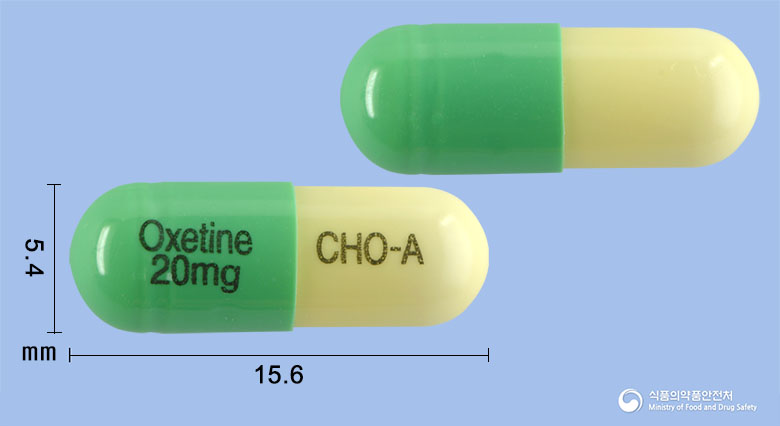 Oxetine
20mg
CHO-A
5.4
mm
15.6
식품의약품안전처
Ministry of Food and Drug Safety